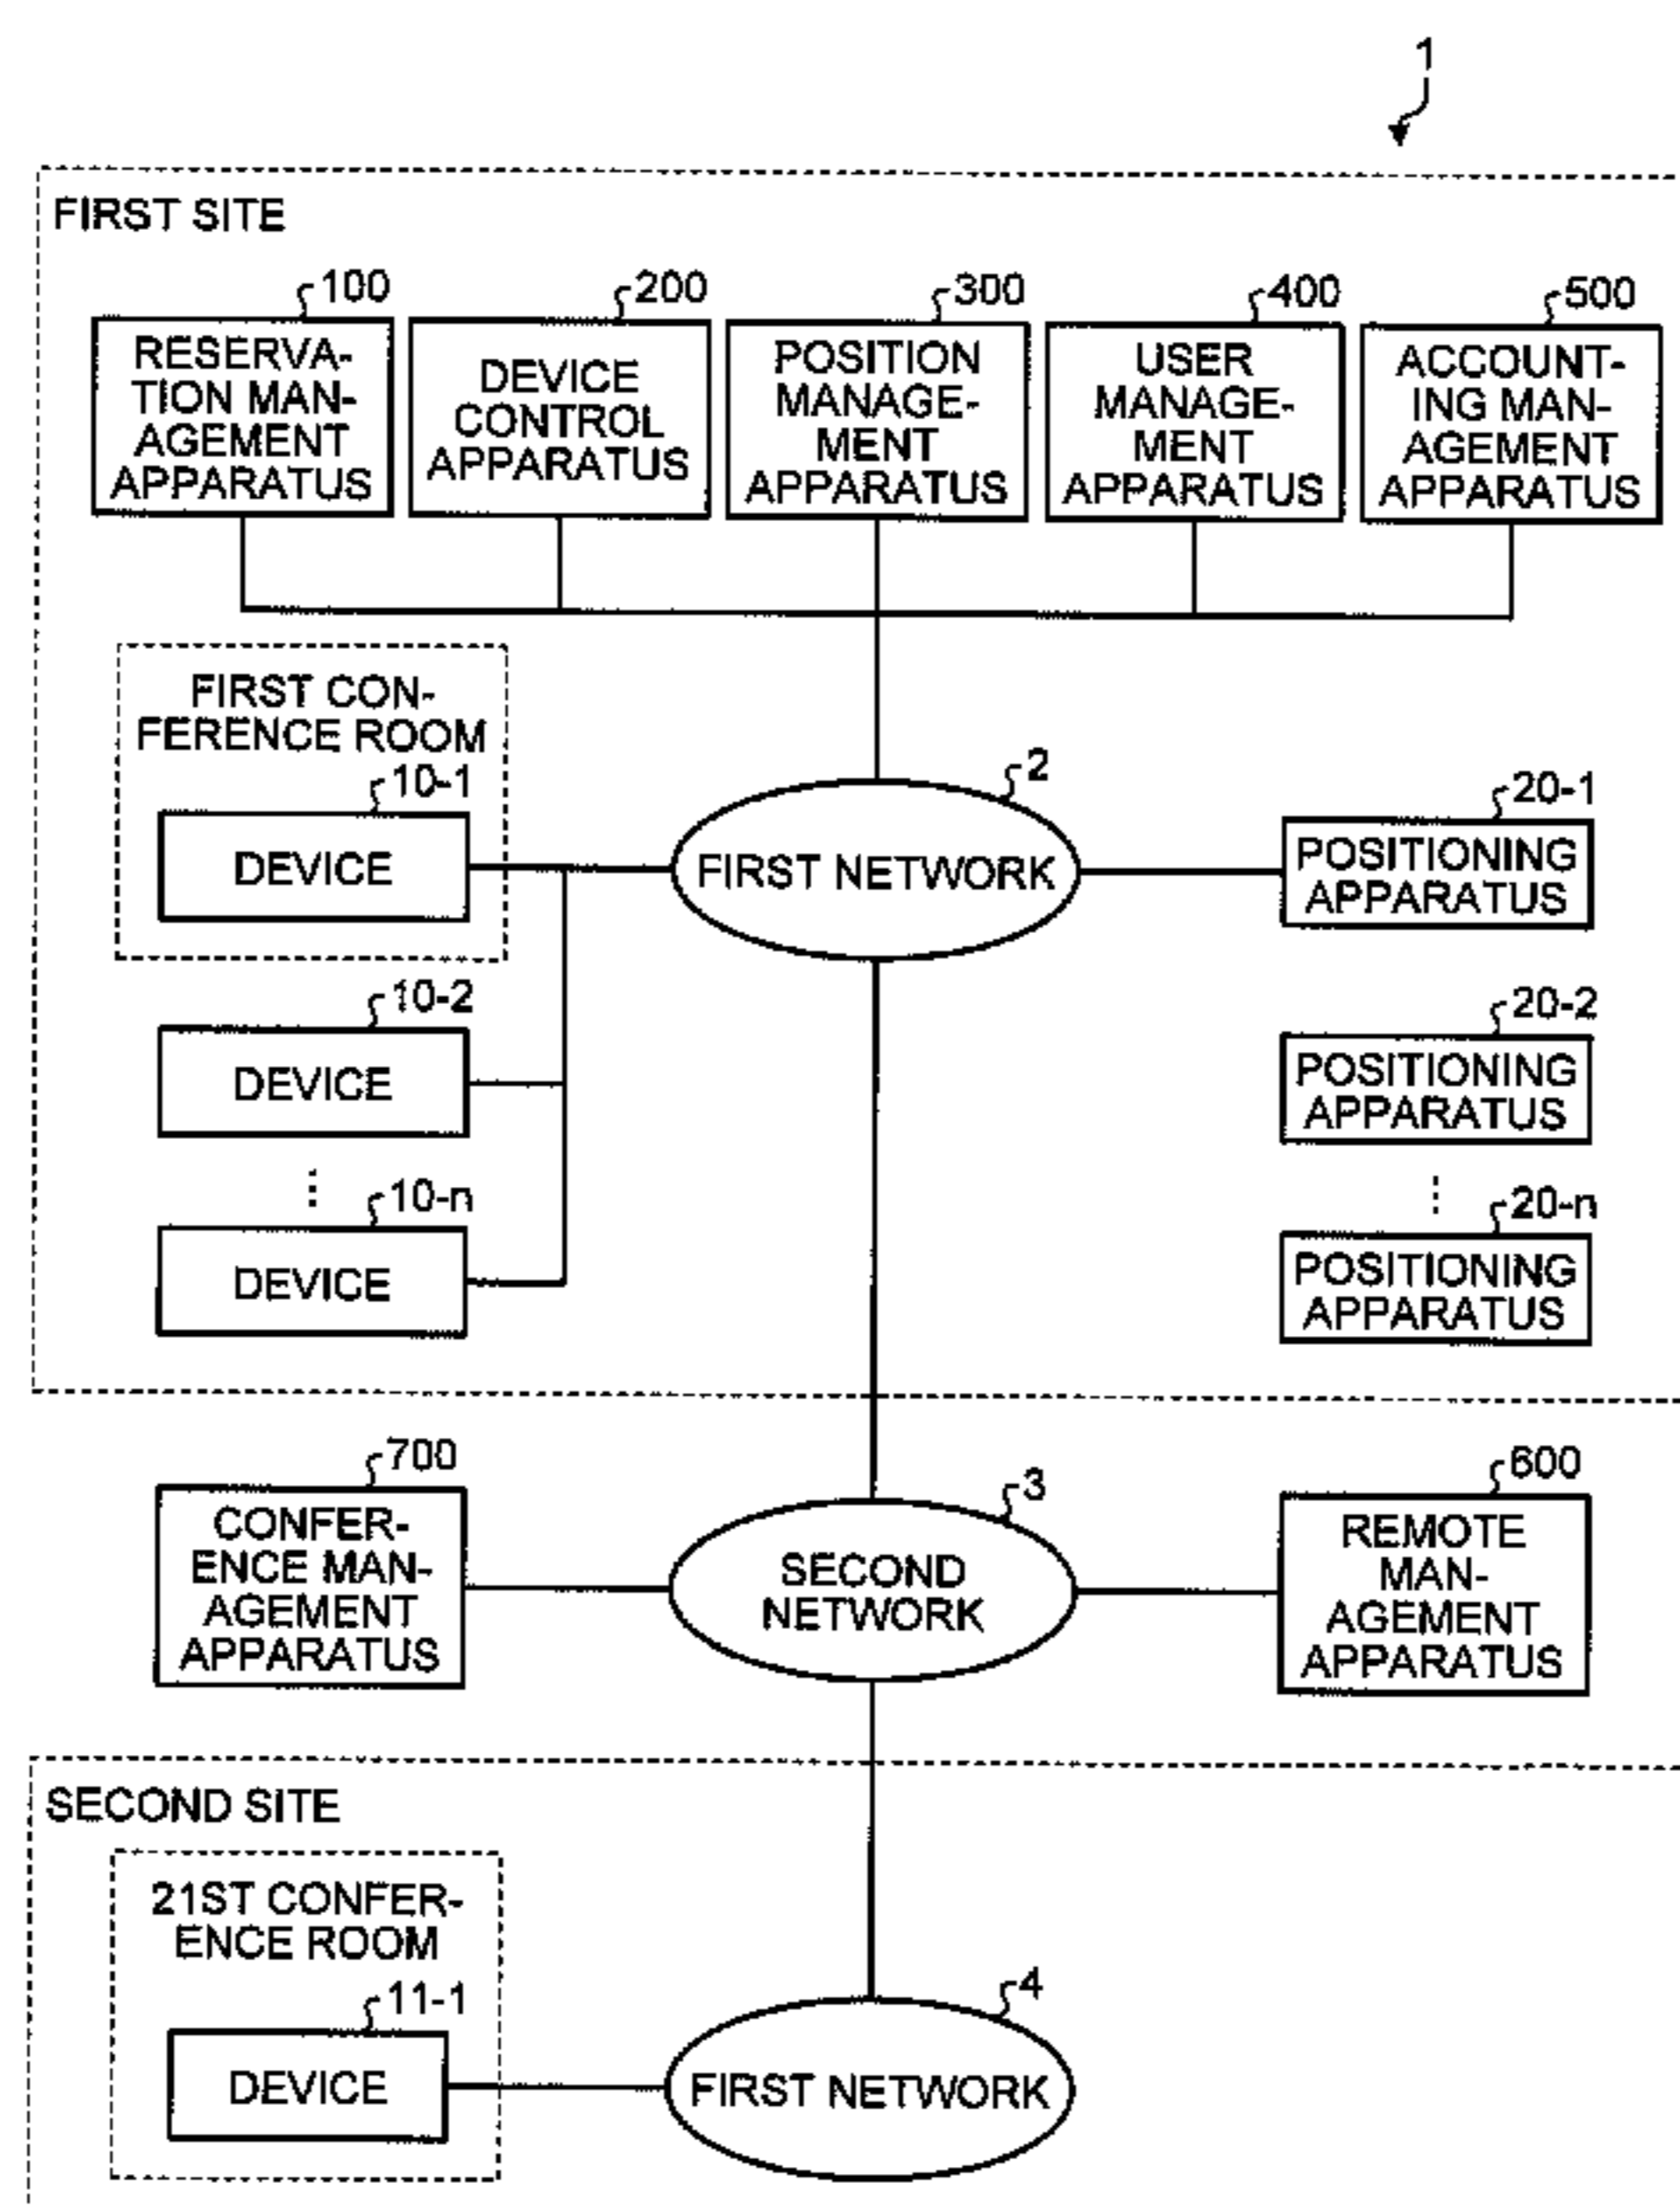 1
FIRST SITE
100
200
300
400
500
RESERVA-
TION MAN-
AGEMENT
APPARATUS
DEVICE
CONTROL
APPARATUS
POSITION
MANAGE-
MENT
APPARATUS
USER
MANAGE-
MENT
APPARATUS
ACCOUNT-
ING MAN-
AGEMENT
APPARATUS
FIRST CON-
FERENCE ROOM
10-1
DEVICE
2
FIRST NETWORK
20-1
POSITIONING
APPARATUS
10-2
DEVICE
20-2
POSITIONING
APPARATUS
⋮
10-n
DEVICE
⋮
20-n
POSITIONING
APPARATUS
700
CONFER-
ENCE MAN-
AGEMENT
APPARATUS
3
SECOND
NETWORK
600
REMOTE
MAN-
AGEMENT
APPARATUS
SECOND SITE
21ST CONFER-
ENCE ROOM
11-1
DEVICE
4
FIRST NETWORK